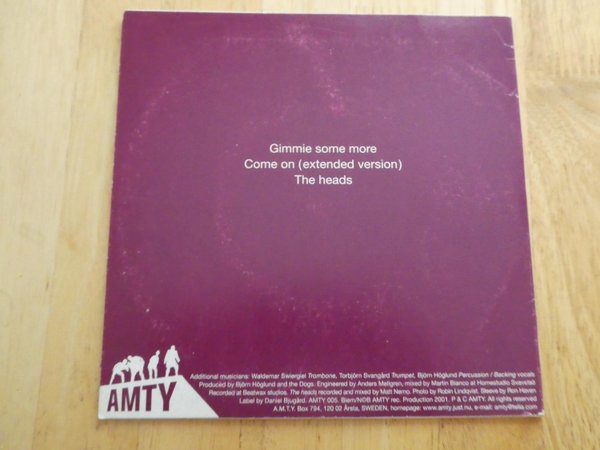 Gimmie some more
Come on (extended version)
The heads
AMTY
Additional musicians: Waldemar Swiergiel Trombone, Torbjörn Svangård Trumpet, Björn Höglund Percussion / Backing vocals
Produced by Björn Höglund and the Dogs. Engineered by Anders Mellgren, mixed by Martin Blanco at Homestudio Sveavets
Recorded at Beatwax studios. The heads recorded and mixed by Matt Nemo. Photo by Robin Lindqvist. Sleeve by Ron Haven
Label by Daniel Bjugård. AMTY 005. Biem/NCB AMTY rec. Production 2001. P & C AMTY. All rights reserved
A.M.T.Y. Box 794, 120 02 Årsta, SWEDEN, homepage: www.amty.just.nu, e-mail: amty@telia.com